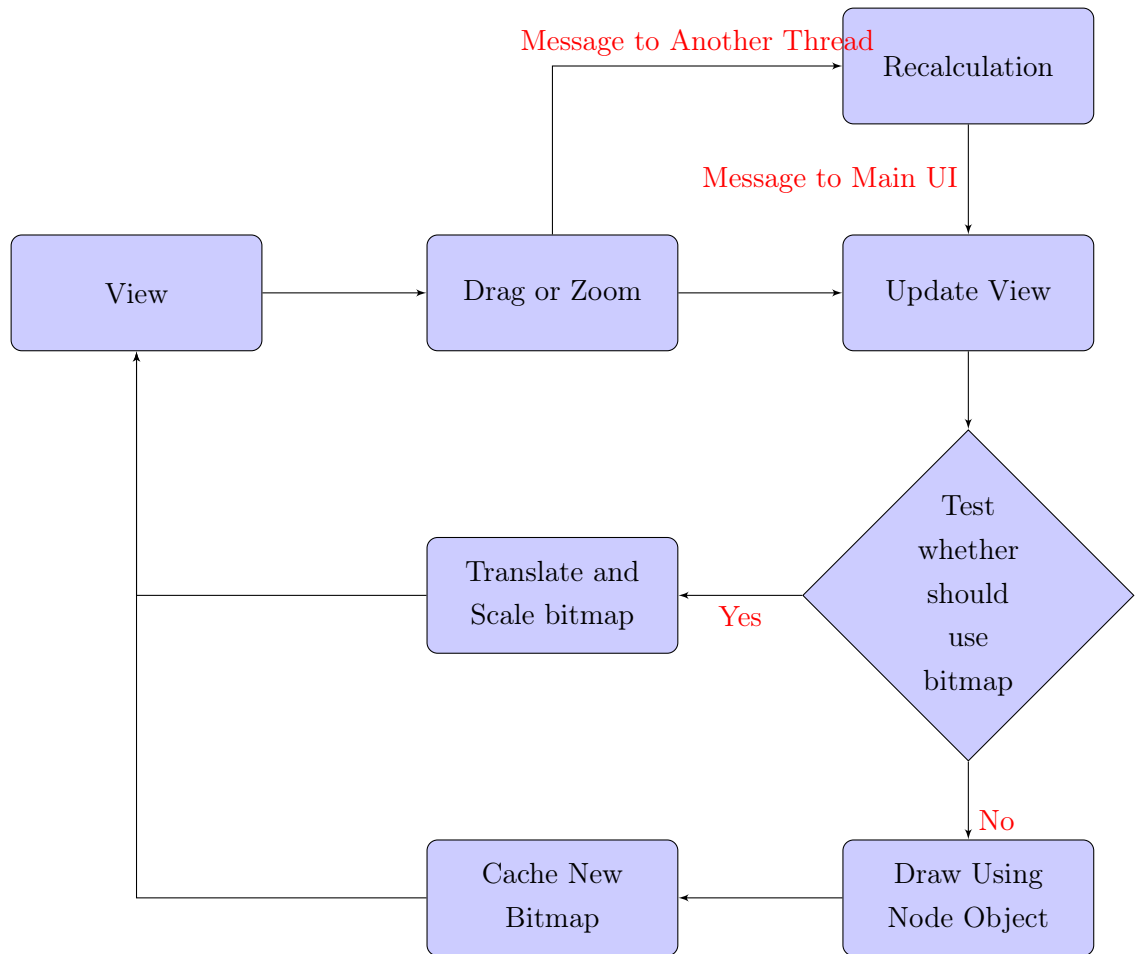 Message to Another Thread
Recalculation
Message to Main UI
View
Drag or Zoom
Update View
Test
whether
should
use
bitmap
Translate and
Scale bitmap
Yes
No
Cache New
Bitmap
Draw Using
Node Object